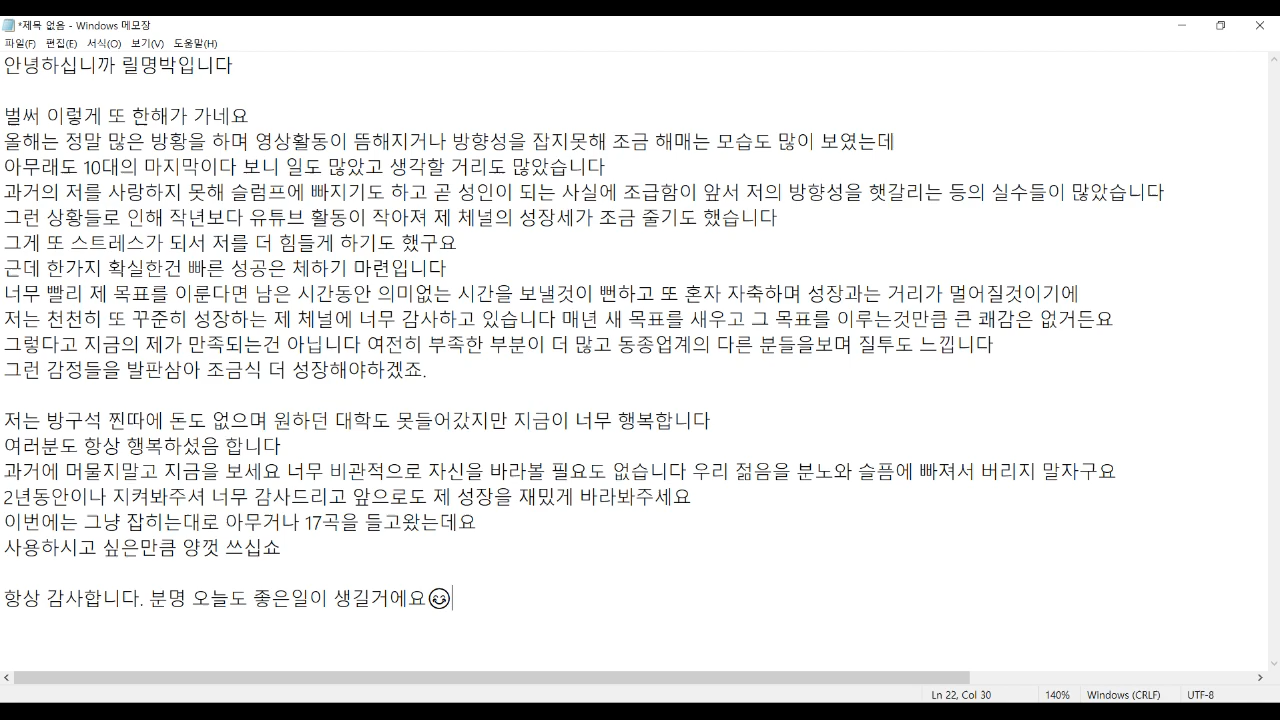 *제목 없음 - Windows 메모장
파일(F) 편집(E) 서식(O) 보기(V) 도움말(H)
안녕하십니까 릴명박입니다
벌써 이렇게 또 한해가 가네요
올해는 정말 많은 방황을 하며 영상활동이 뜸해지거나 방향성을 잡지못해 조금 해매는 모습도 많이 보였는데
아무래도 10대의 마지막이다 보니 일도 많았고 생각할 거리도 많았습니다
과거의 저를 사랑하지 못해 슬럼프에 빠지기도 하고 곧 성인이 되는 사실에 조급함이 앞서 저의 방향성을 햇갈리는 등의 실수들이 많았습니다
그런 상황들로 인해 작년보다 유튜브 활동이 작아져 제 채널의 성장세가 조금 줄기도 했습니다
그게 또 스트레스가 되서 저를 더 힘들게 하기도 했구요
근데 한가지 확실한건 빠른 성공은 체하기 마련입니다
너무 빨리 제 목표를 이룬다면 남은 시간동안 의미없는 시간을 보낼것이 뻔하고 또 혼자 자축하며 성장과는 거리가 멀어질것이기에
저는 천천히 또 꾸준히 성장하는 제 채널에 너무 감사하고 있습니다 매년 새 목표를 새우고 그 목표를 이루는것만큼 큰 쾌감은 없거든요
그렇다고 지금의 제가 만족되는건 아닙니다 여전히 부족한 부분이 더 많고 동종업계의 다른 분들을보며 질투도 느낍니다
그런 감정들을 발판삼아 조금식 더 성장해야하겠죠.
저는 방구석 찐따에 돈도 없으며 원하던 대학도 못들어갔지만 지금이 너무 행복합니다
여러분도 항상 행복하셨음 합니다
과거에 머물지말고 지금을 보세요 너무 비관적으로 자신을 바라볼 필요도 없습니다 우리 젊음을 분노와 슬픔에 빠져서 버리지 말자구요
2년동안이나 지켜봐주셔 너무 감사드리고 앞으로도 제 성장을 재밌게 바라봐주세요
이번에는 그냥 잡히는대로 아무거나 17곡을 들고왔는데요
사용하시고 싶은만큼 양껏 쓰십쇼
항상 감사합니다. 분명 오늘도 좋은일이 생길거에요😊
Ln 22, Col 30 140% Windows (CRLF) UTF-8